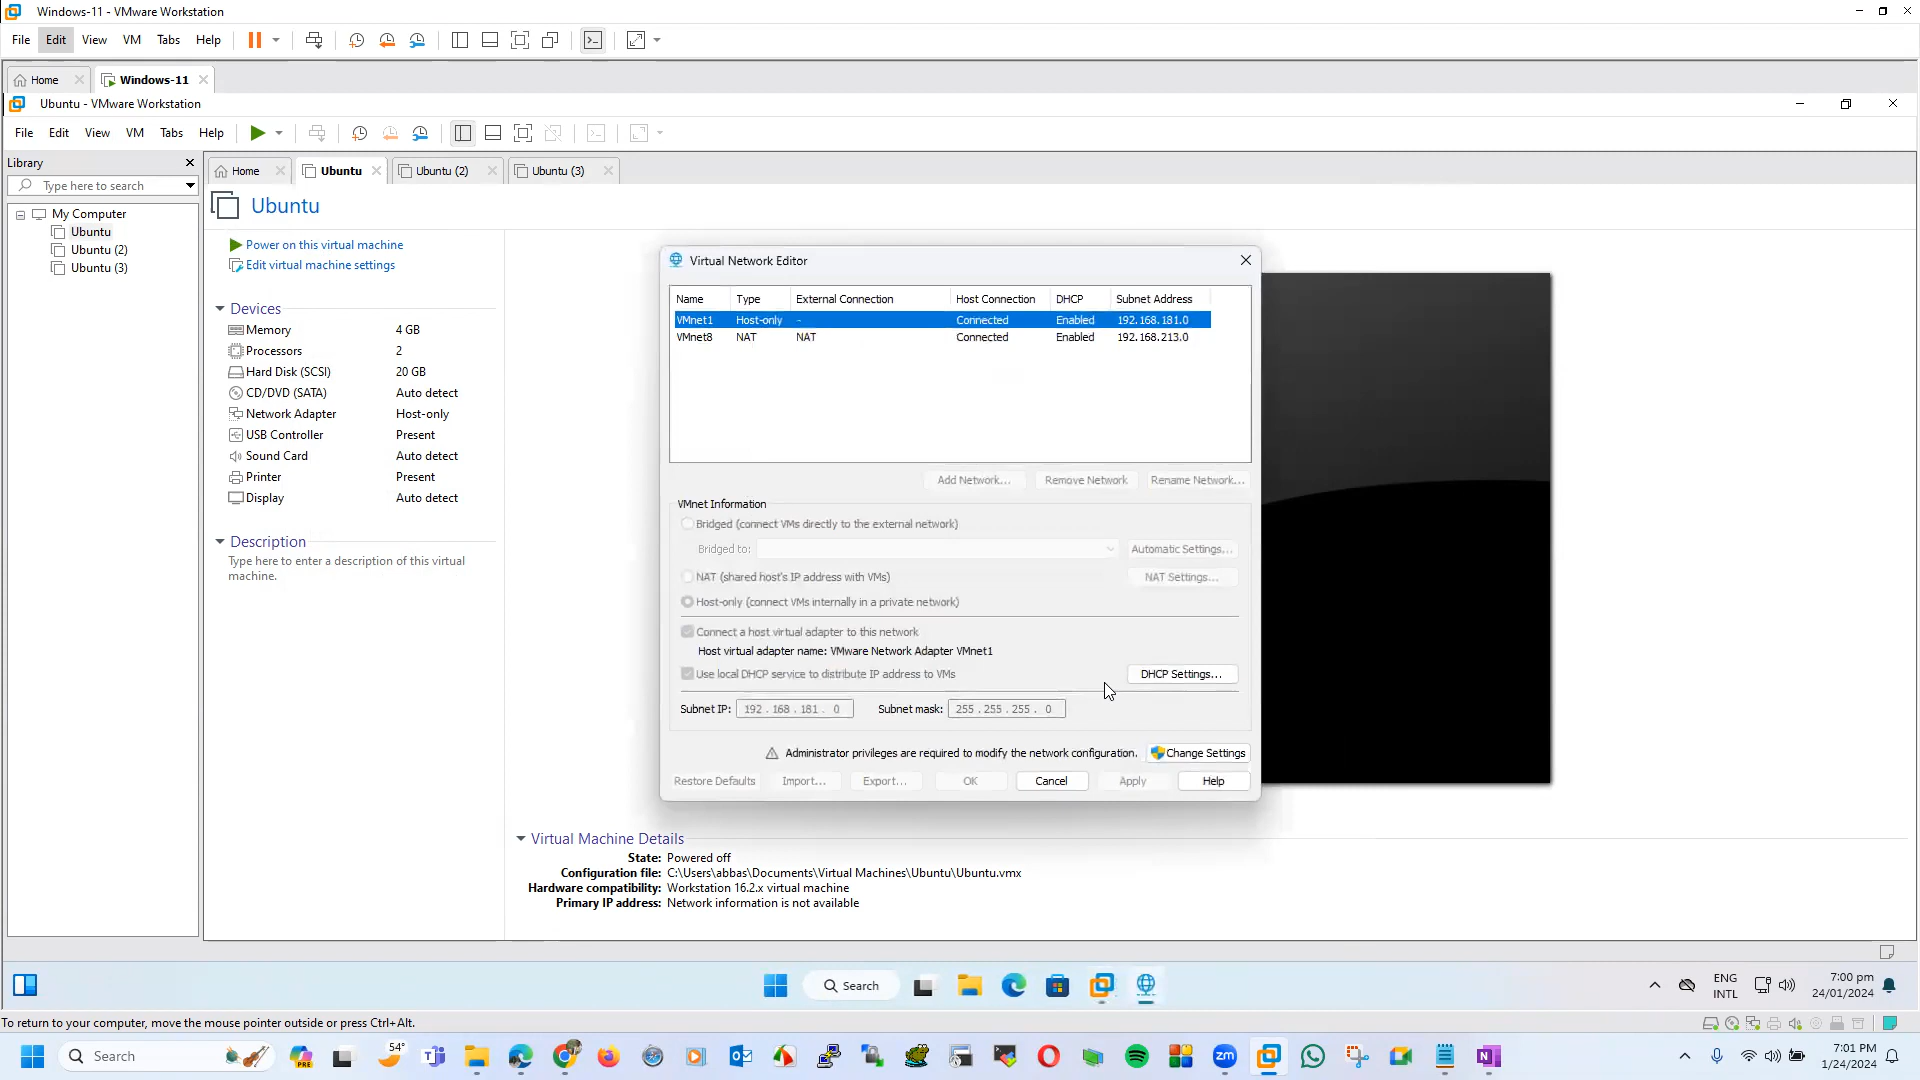 Windows-11 - VMware Workstation
File Edit View VM Tabs Help
Home Windows-11
Ubuntu - VMware Workstation
File Edit View VM Tabs Help
Library
Type here to search
My Computer
Ubuntu
Ubuntu (2)
Ubuntu (3)
Home Ubuntu Ubuntu (2) Ubuntu (3)
Ubuntu
Power on this virtual machine
Edit virtual machine settings
Devices
Memory 4 GB
Processors 2
Hard Disk (SCSI) 20 GB
CD/DVD (SATA) Auto detect
Network Adapter Host-only
USB Controller Present
Sound Card Auto detect
Printer Present
Display Auto detect
Description
Type here to enter a description of this virtual
machine.
Virtual Network Editor
Name Type External Connection Host Connection DHCP Subnet Address
VMnet1 Host-only - Connected Enabled 192.168.181.0
VMnet8 NAT NAT Connected Enabled 192.168.213.0
Add Network... Remove Network Rename Network...
VMnet Information
Bridged (connect VMs directly to the external network)
Bridged to: Automatic Settings...
NAT (shared host's IP address with VMs) NAT Settings...
Host-only (connect VMs internally in a private network)
Connect a host virtual adapter to this network
Host virtual adapter name: VMware Network Adapter VMnet1
Use local DHCP service to distribute IP address to VMs DHCP Settings...
Subnet IP: 192 . 168 . 181 . 0 Subnet mask: 255 . 255 . 255 . 0
Administrator privileges are required to modify the network configuration. Change Settings
Restore Defaults Import... Export... OK Cancel Apply Help
Virtual Machine Details
State: Powered off
Configuration file: C:\Users\abbas\Documents\Virtual Machines\Ubuntu\Ubuntu.vmx
Hardware compatibility: Workstation 16.2.x virtual machine
Primary IP address: Network information is not available
Search
ENG
INTL
7:00 pm
24/01/2024
To return to your computer, move the mouse pointer outside or press Ctrl+Alt.
Search
PRE
54°
zm
7:01 PM
1/24/2024